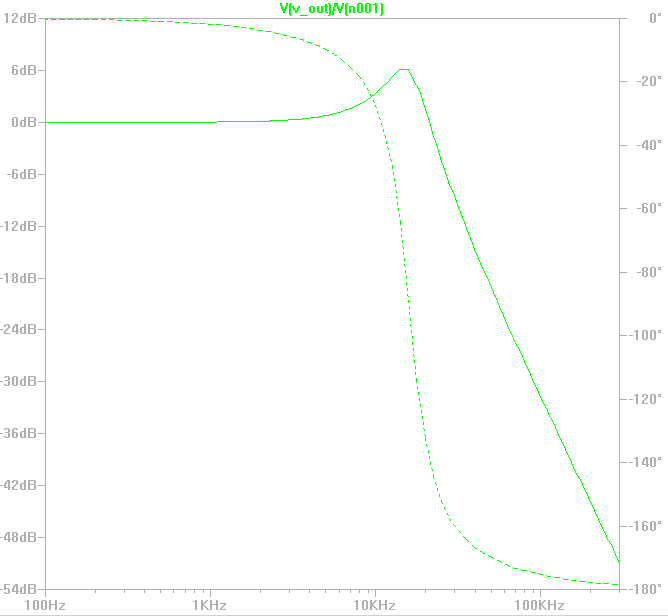 V(v_out)/V(n001)
12dB 0°
6dB -20°
0dB -40°
-6dB -60°
-12dB -80°
-18dB -100°
-24dB -120°
-30dB -140°
-36dB -160°
-42dB -180°
-48dB
-54dB
100Hz 1KHz 10KHz 100KHz